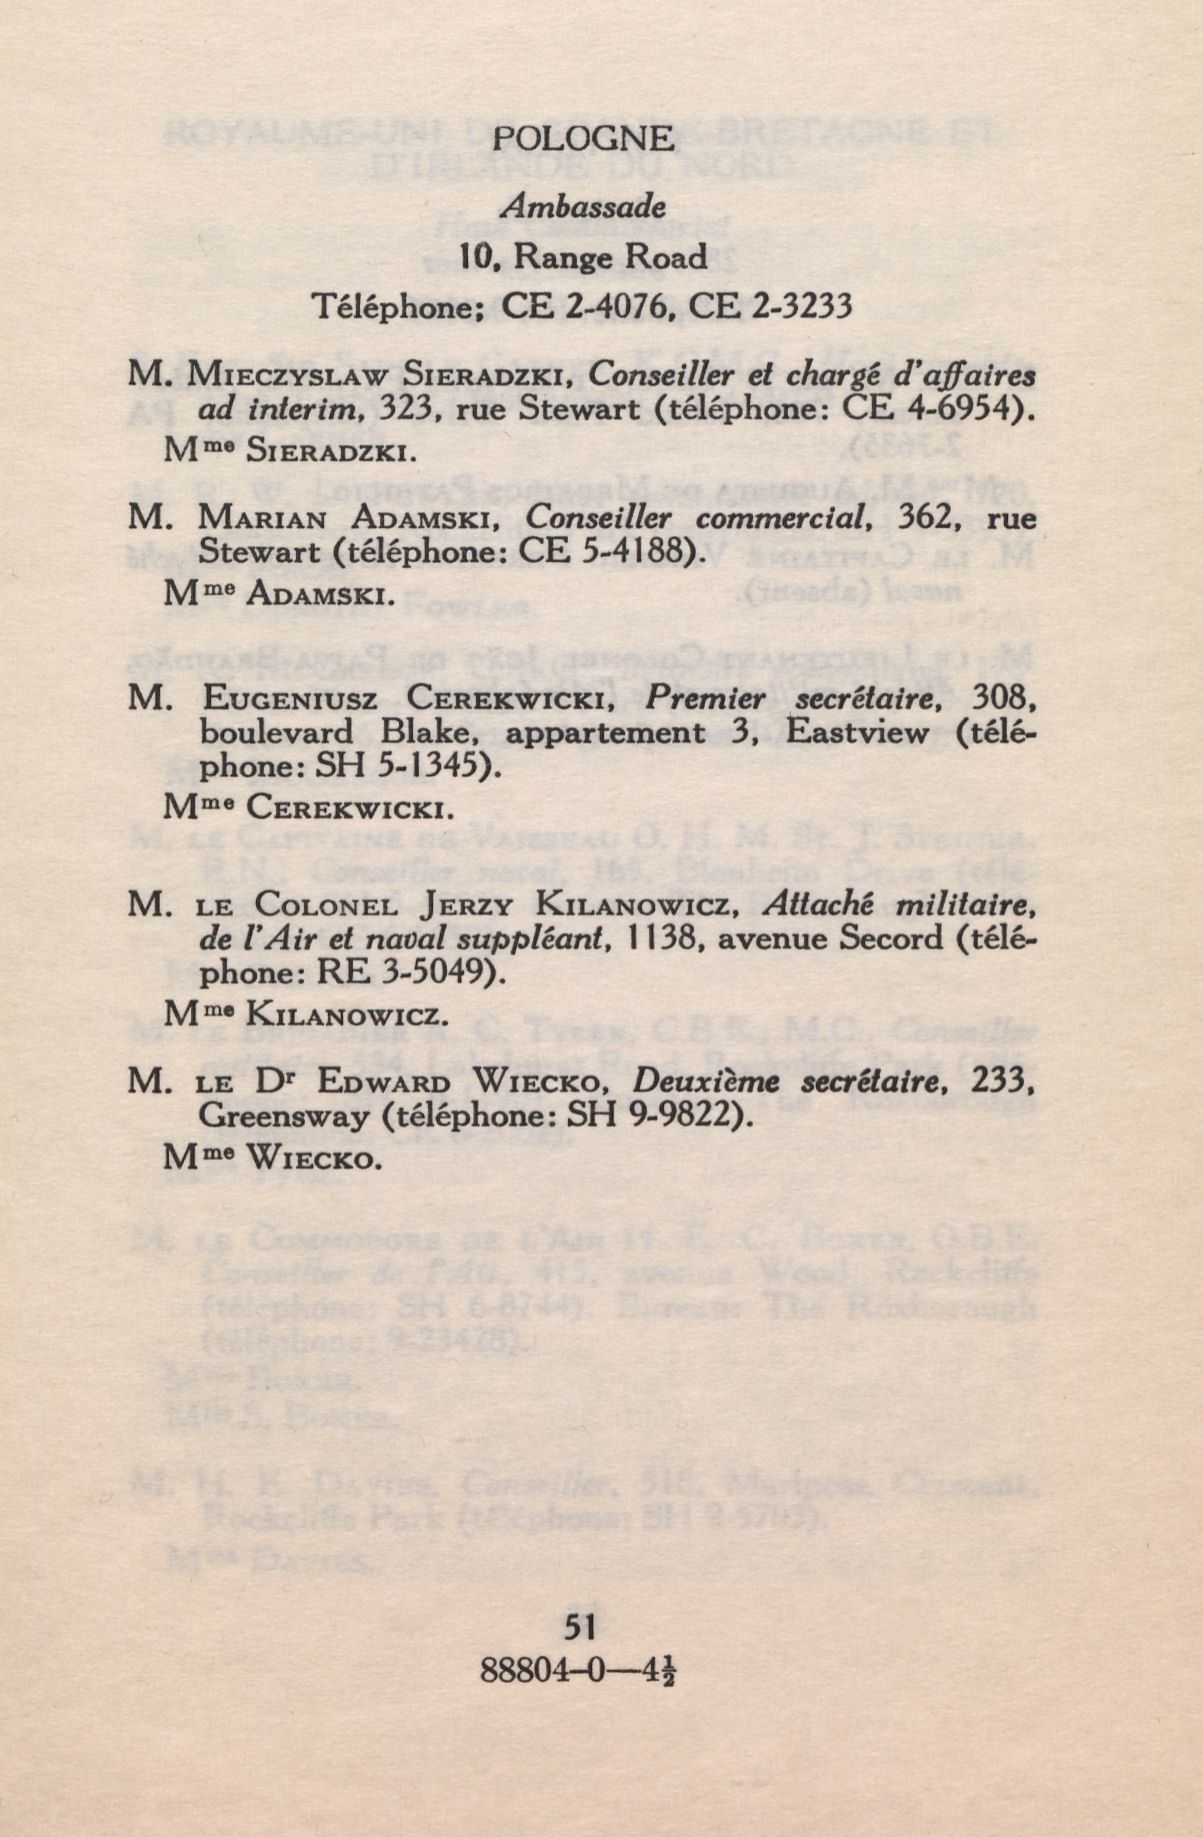 POLOGNE
Ambassade
10, Range Road
Téléphone; CE 2-4076, CE 2-3233
M. Mieczyslaw Sieradzki, Conseiller et chargé d'affaires
ad interim, 323, rue Stewart (téléphone: CE 4-6954).
Mme Sieradzki.
M. Marian Adamski, Conseiller commercial, 362, rue
Stewart (téléphone: CE 5-4188).
Mme Adamski.
M. Eugeniusz Cerekwicki, Premier secrétaire, 308,
boulevard Blake, appartement 3, Eastview (télé-
phone: SH 5-1345).
Mme Cerekwicki.
M. le Colonel Jerzy Kilanowicz, Attaché militaire,
de l'Air et naval suppléant, 1138, avenue Secord (télé-
phone: RE 3-5049).
Mme Kilanowicz.
M. le Dr Edward Wiecko, Deuxième secrétaire, 233,
Greensway (téléphone: SH 9-9822).
Mme Wiecko.
51
88804-0—4½